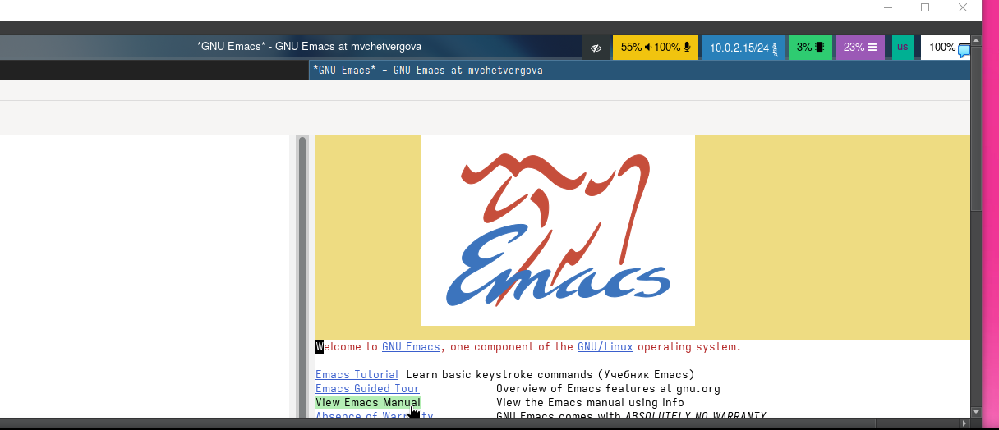 *GNU Emacs* - GNU Emacs at mvchetvergova
55% 100% 10.0.2.15/24 3% 23% us 100%
*GNU Emacs* - GNU Emacs at mvchetvergova
Emacs
Welcome to GNU Emacs, one component of the GNU/Linux operating system.
Emacs Tutorial Learn basic keystroke commands (Учебник Emacs)
Emacs Guided Tour Overview of Emacs features at gnu.org
View Emacs Manual View the Emacs manual using Info
Absence of Warranty GNU Emacs comes with ABSOLUTELY NO WARRANTY